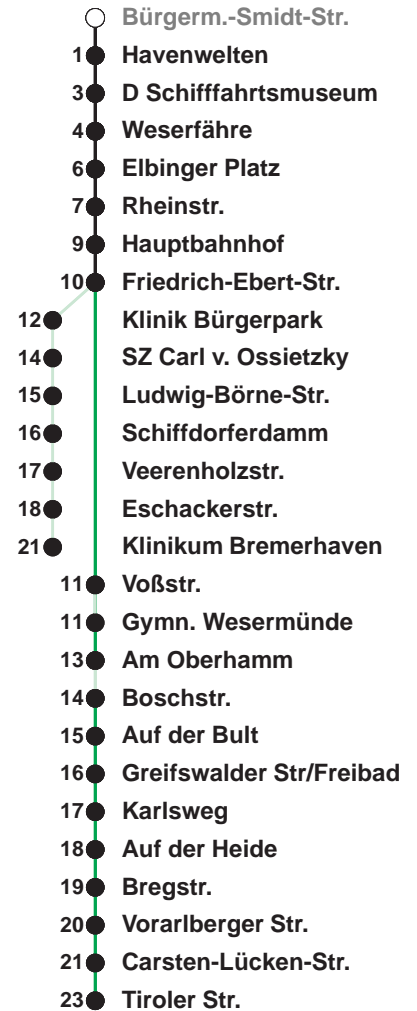 Bürgerm.-Smidt-Str.
1 Havenwelten
3 D Schifffahrtsmuseum
4 Weserfähre
6 Elbinger Platz
7 Rheinstr.
9 Hauptbahnhof
10 Friedrich-Ebert-Str.
12 Klinik Bürgerpark
14 SZ Carl v. Ossietzky
15 Ludwig-Börne-Str.
16 Schiffdorferdamm
17 Veerenholzstr.
18 Eschackerstr.
21 Klinikum Bremerhaven
11 Voßstr.
11 Gymn. Wesermünde
13 Am Oberhamm
14 Boschstr.
15 Auf der Bult
16 Greifswalder Str/Freibad
17 Karlsweg
18 Auf der Heide
19 Bregstr.
20 Vorarlberger Str.
21 Carsten-Lücken-Str.
23 Tiroler Str.